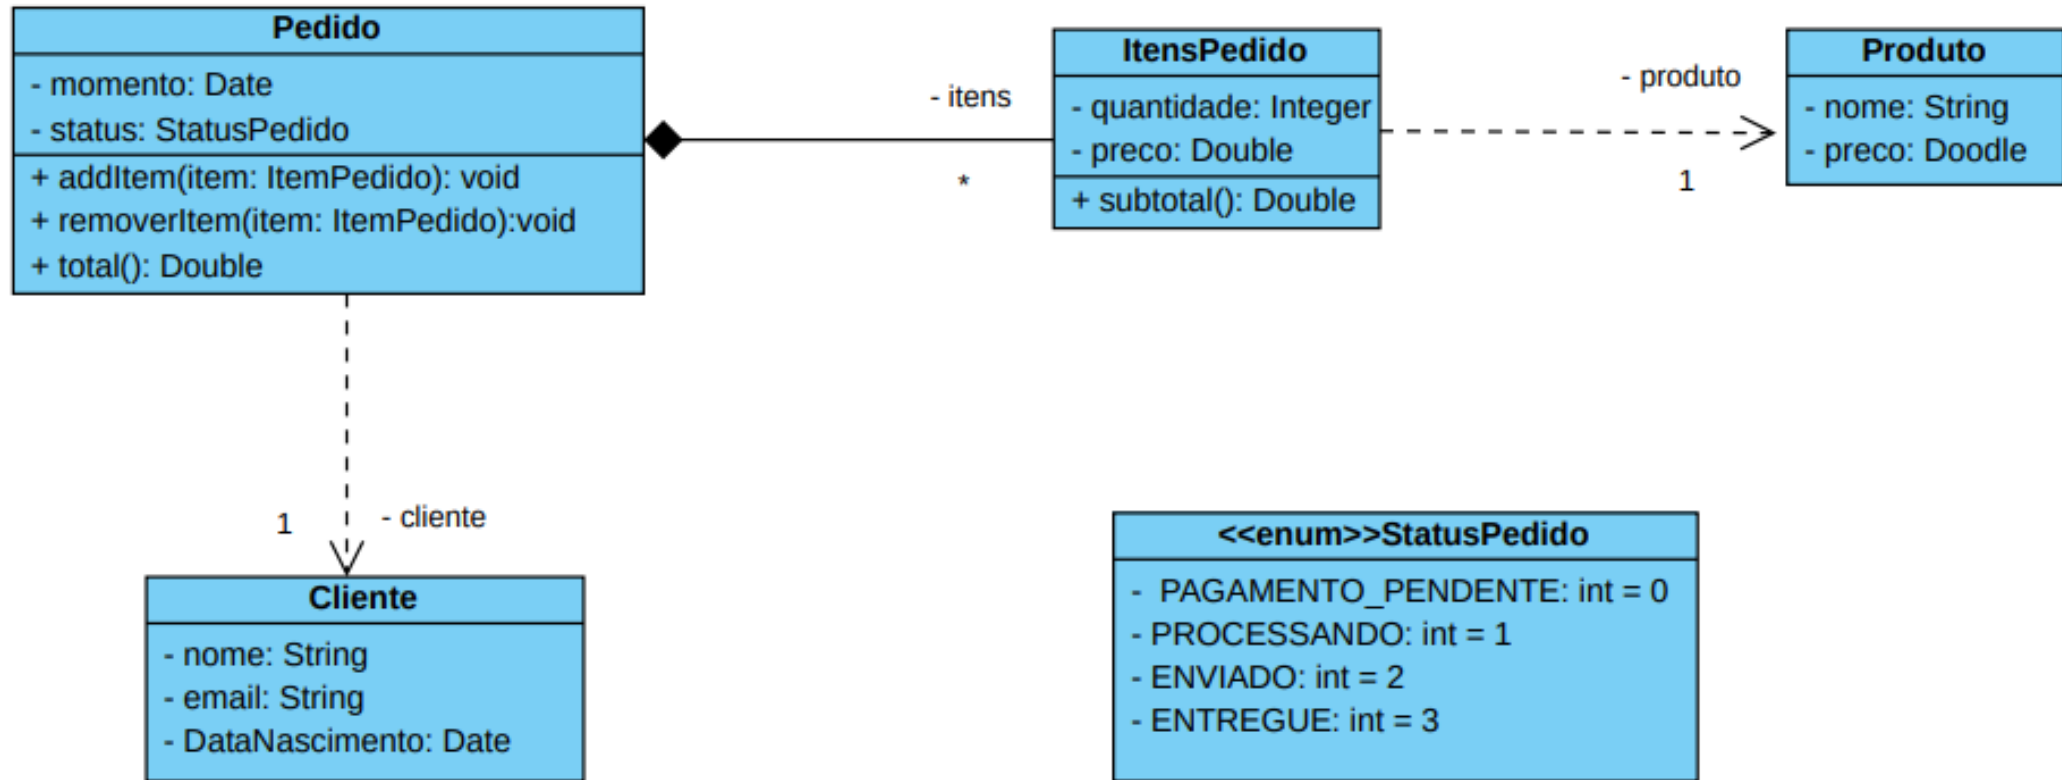 Pedido
- momento: Date
- status: StatusPedido
+ addItem(item: ItemPedido): void
+ removerItem(item: ItemPedido):void
+ total(): Double
- itens
*
ItensPedido
- quantidade: Integer
- preco: Double
+ subtotal(): Double
- produto
1
Produto
- nome: String
- preco: Doodle
1
- cliente
Cliente
- nome: String
- email: String
- DataNascimento: Date
<<enum>>StatusPedido
- PAGAMENTO_PENDENTE: int = 0
- PROCESSANDO: int = 1
- ENVIADO: int = 2
- ENTREGUE: int = 3